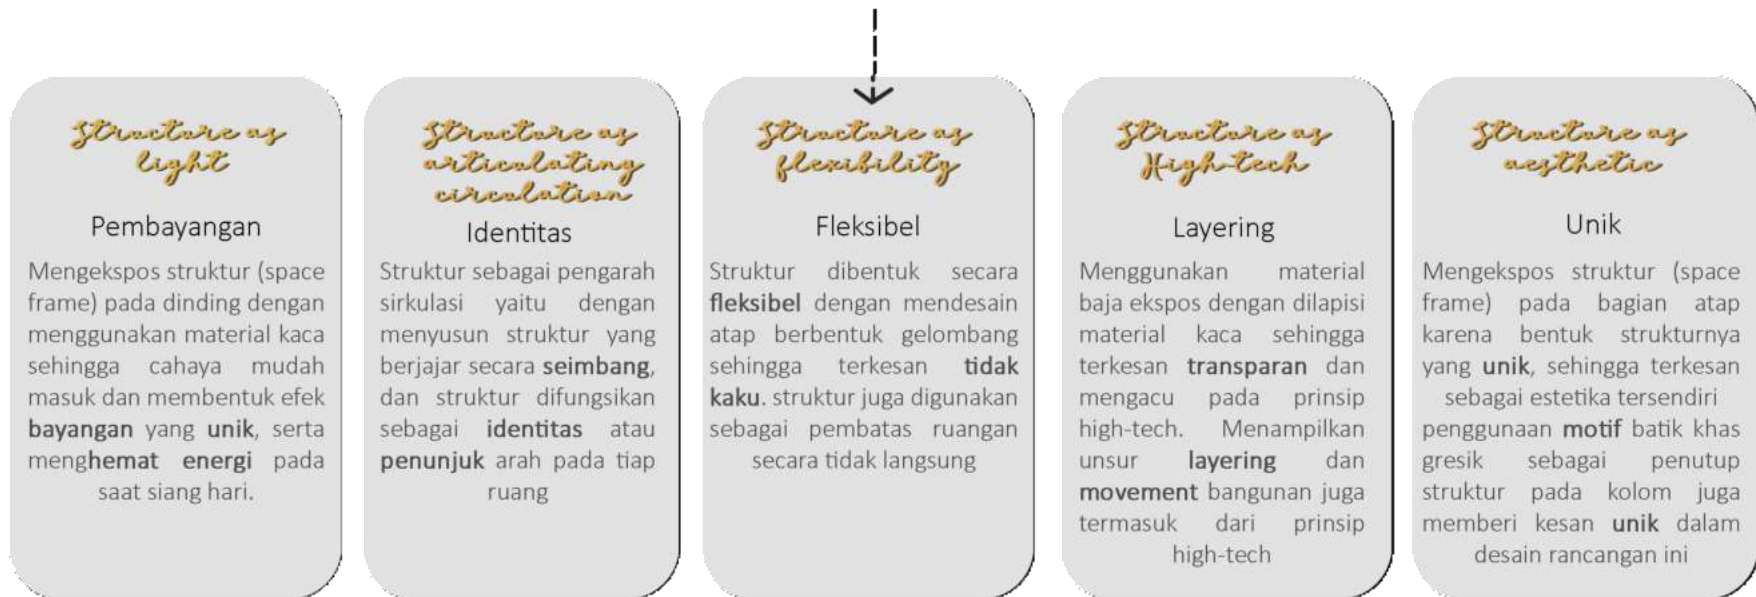 Structure as
light
Pembayangan
Mengekspos struktur (space
frame) pada dinding dengan
menggunakan material kaca
sehingga cahaya mudah
masuk dan membentuk efek
bayangan yang unik, serta
menghemat energi pada
saat siang hari.
Structure as
articulating
circulation
Identitas
Struktur sebagai pengarah
sirkulasi yaitu dengan
menyusun struktur yang
berjajar secara seimbang,
dan struktur difungsikan
sebagai identitas atau
penunjuk arah pada tiap
ruang
Structure as
flexibility
Fleksibel
Struktur dibentuk secara
fleksibel dengan mendesain
atap berbentuk gelombang
sehingga terkesan tidak
kaku. struktur juga digunakan
sebagai pembatas ruangan
secara tidak langsung
Structure as
High-tech
Layering
Menggunakan material
baja ekspos dengan dilapisi
material kaca sehingga
terkesan transparan dan
mengacu pada prinsip
high-tech. Menampilkan
unsur layering dan
movement bangunan juga
termasuk dari prinsip
high-tech
Structure as
aesthetic
Unik
Mengekspos struktur (space
frame) pada bagian atap
karena bentuk strukturnya
yang unik, sehingga terkesan
sebagai estetika tersendiri
penggunaan motif batik khas
gresik sebagai penutup
struktur pada kolom juga
memberi kesan unik dalam
desain rancangan ini